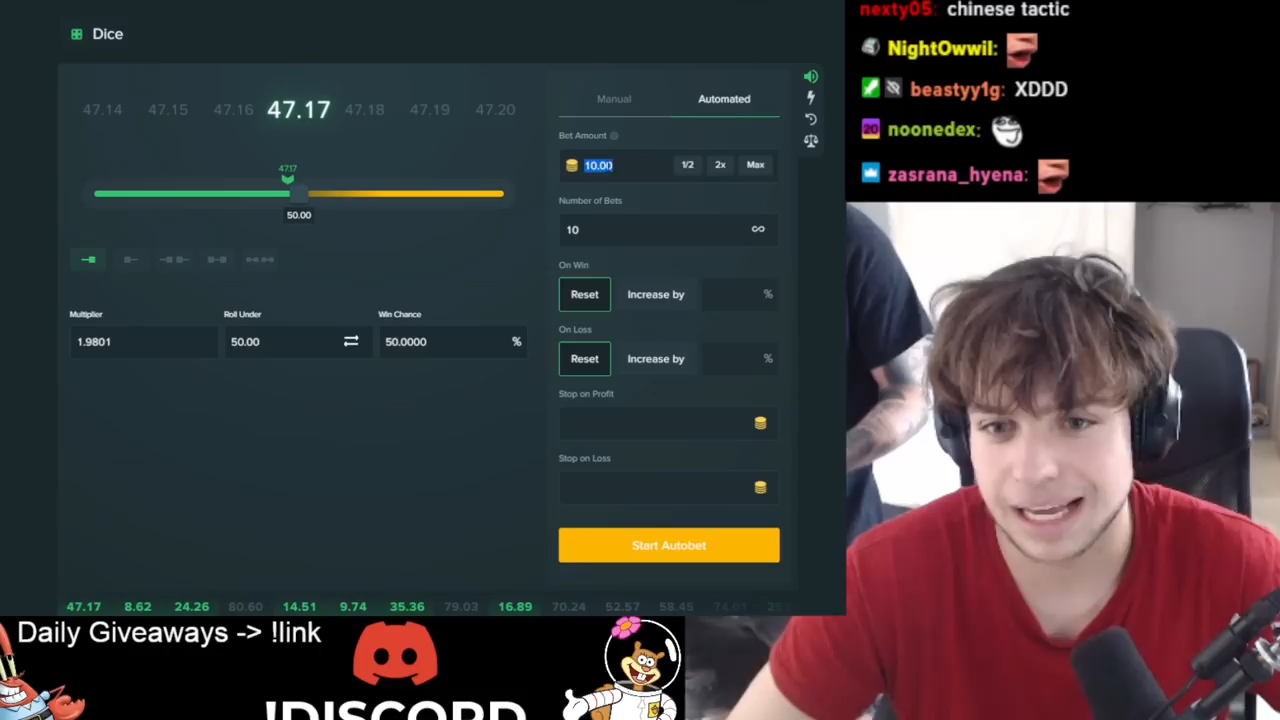 Dice
47.14 47.15 47.16 47.17 47.18 47.19 47.20
47.17
50.00
Multiplier Roll Under Win Chance
1.9801 50.00 50.0000 %
Manual Automated
Bet Amount
10.00 1/2 2x Max
Number of Bets
10
On Win
Reset Increase by %
On Loss
Reset Increase by %
Stop on Profit
Stop on Loss
Start Autobet
47.17 8.62 24.26 80.60 14.51 9.74 35.36 79.03 16.89 70.24 52.57 58.45 74.01
nexty05: chinese tactic
NightOwwil:
beastyy1g: XDDD
20 noonedex:
zasrana_hyena:
Daily Giveaways -> !link
!DISCORD